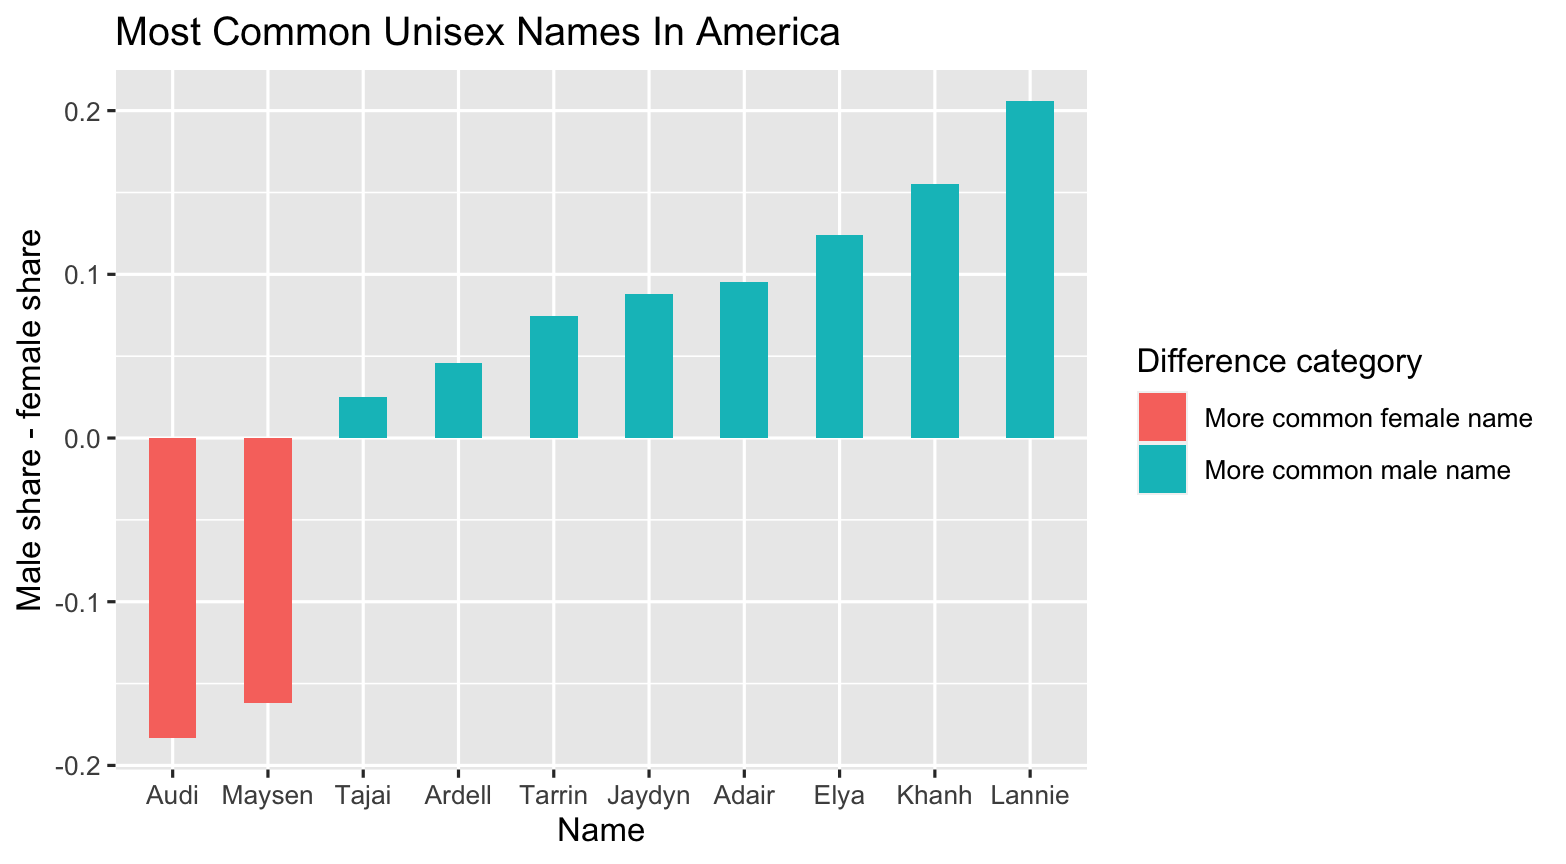 Most Common Unisex Names In America
Male share - female share
0.2
0.1
0.0
-0.1
-0.2
Audi Maysen Tajai Ardell Tarrin Jaydyn Adair Elya Khanh Lannie
Name
Difference category
More common female name
More common male name